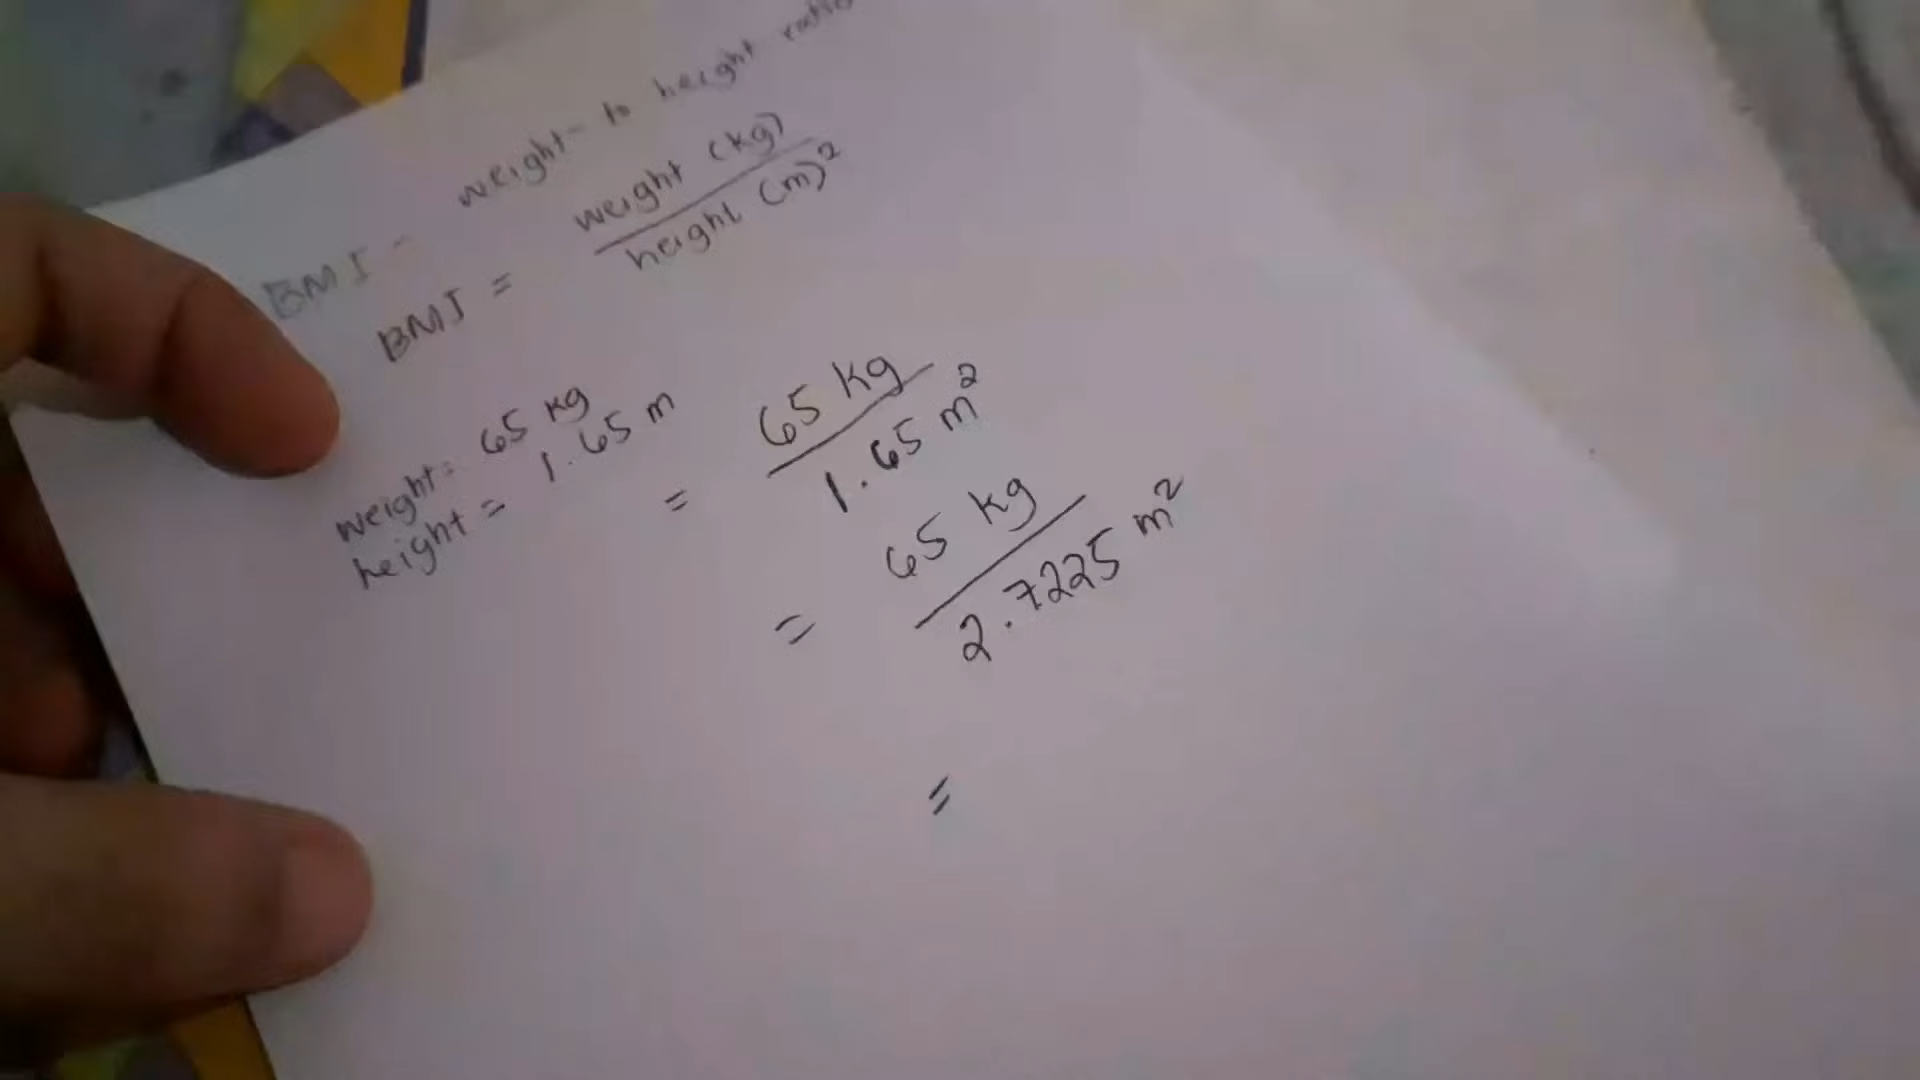 BMI - weight - to height ratio
BMI = weight (kg)
height (m)²
weight = 65 kg
height = 1.65 m
= 65 kg
1.65 m²
= 65 kg
2.7225 m²
=